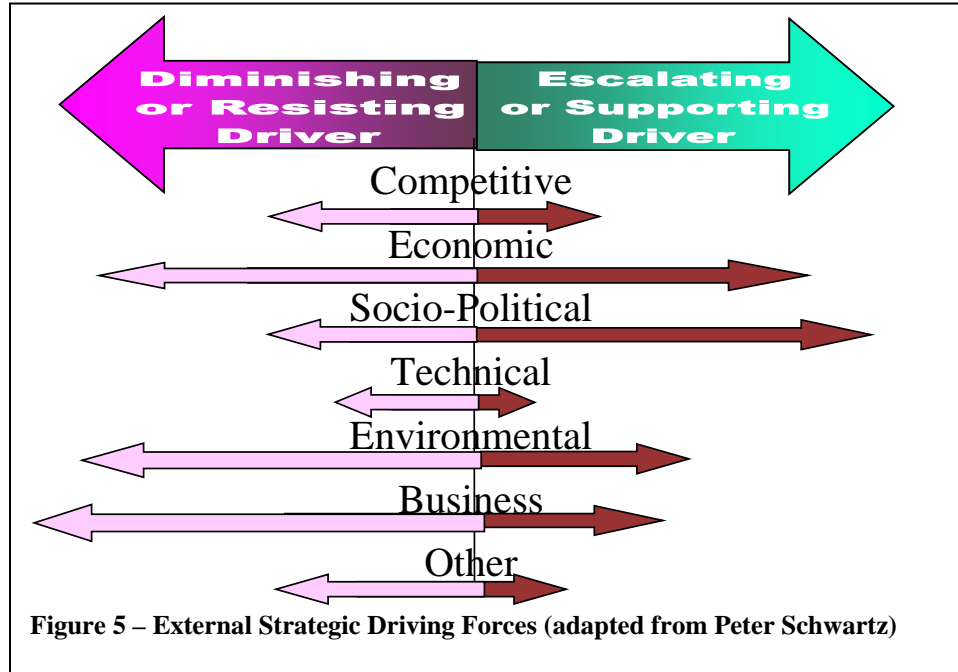 Diminishing
or Resisting
Driver
Escalating
or Supporting
Driver
Competitive
Economic
Socio-Political
Technical
Environmental
Business
Other
Figure 5 – External Strategic Driving Forces (adapted from Peter Schwartz)